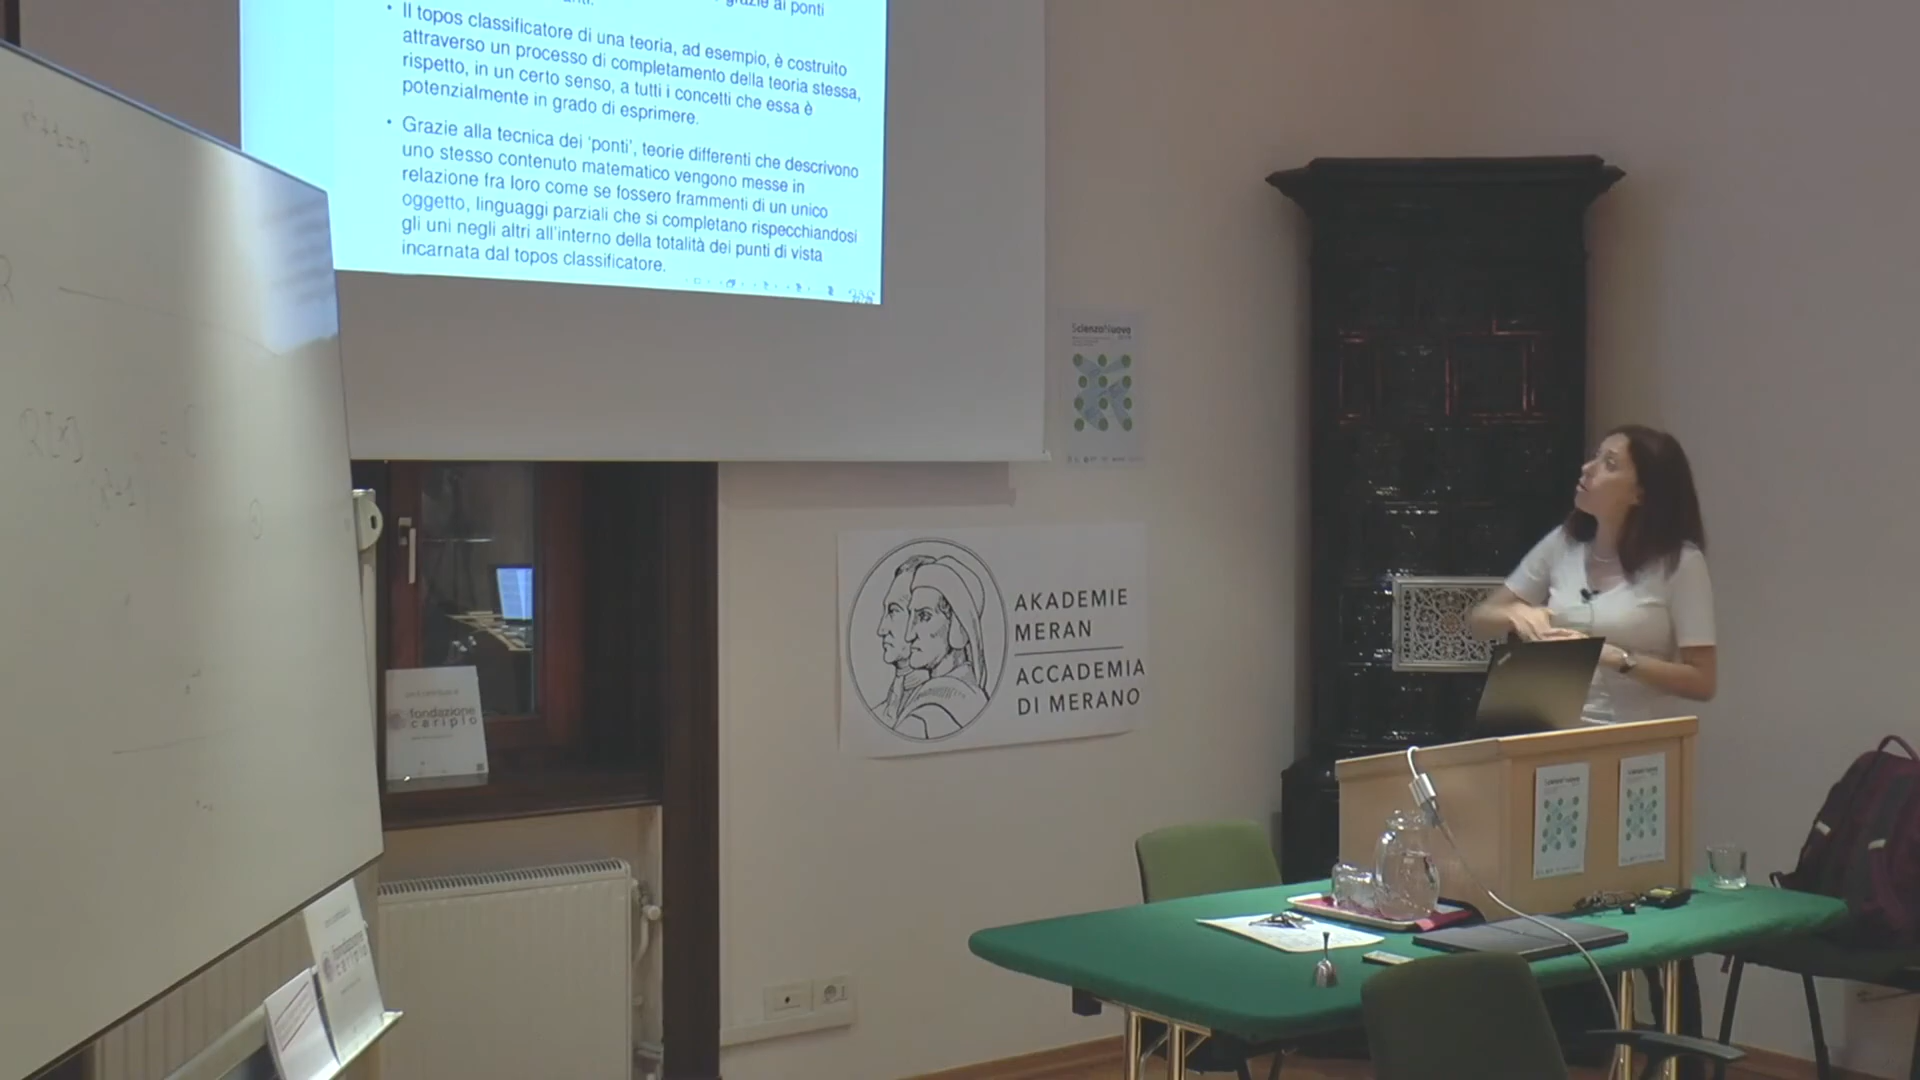 grazie ai ponti
• Il topos classificatore di una teoria, ad esempio, è costruito
attraverso un processo di completamento della teoria stessa,
rispetto, in un certo senso, a tutti i concetti che essa è
potenzialmente in grado di esprimere.
• Grazie alla tecnica dei ‘ponti’, teorie differenti che descrivono
uno stesso contenuto matematico vengono messe in
relazione fra loro come se fossero frammenti di un unico
oggetto, linguaggi parziali che si completano rispecchiandosi
gli uni negli altri all’interno della totalità dei punti di vista
incarnata dal topos classificatore.
ScienzaNuova
AKADEMIE
MERAN
ACCADEMIA
DI MERANO
fondazione
cariplo
fondazione
cariplo